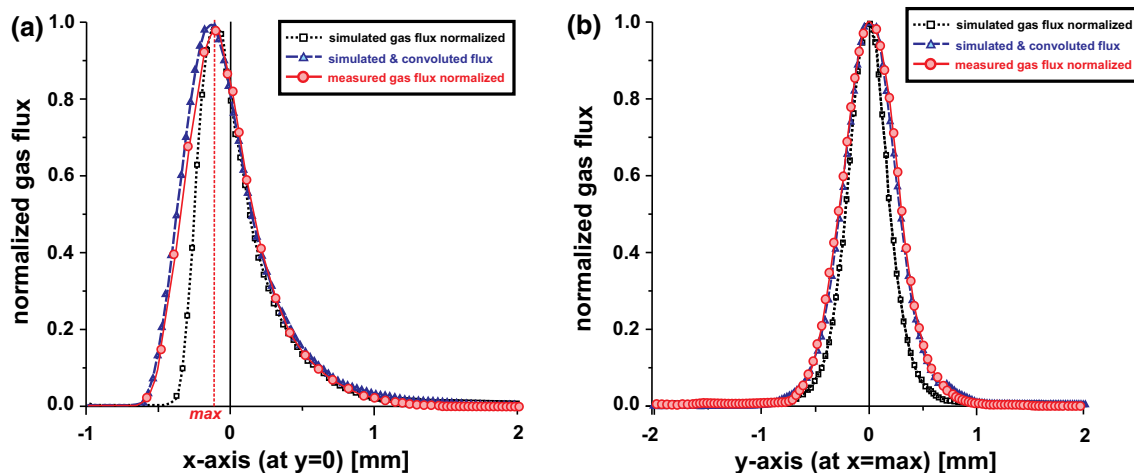 (a)
1.0
0.8
0.6
0.4
0.2
0.0
normalized gas flux
simulated gas flux normalized
simulated & convoluted flux
measured gas flux normalized
max
-1
0
1
2
x-axis (at y=0) [mm]
(b)
1.0
0.8
0.6
0.4
0.2
0.0
normalized gas flux
simulated gas flux normalized
simulated & convoluted flux
measured gas flux normalized
-2
-1
0
1
2
y-axis (at x=max) [mm]